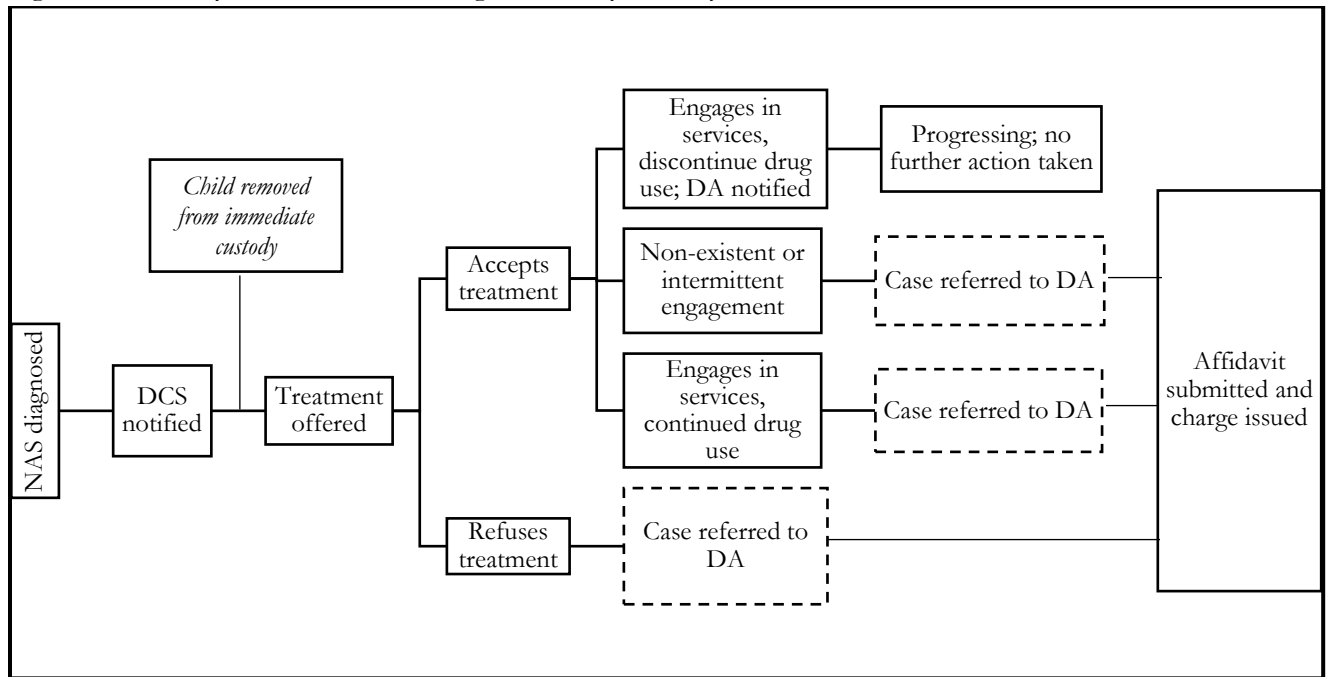 Engages in
services,
discontinue drug
use; DA notified
Progressing; no
further action taken
Child removed
from immediate
custody
Accepts
treatment
Non-existent or
intermittent
engagement
Case referred to DA
NAS diagnosed
DCS
notified
Treatment
offered
Engages in
services,
continued drug
use
Case referred to DA
Affidavit
submitted and
charge issued
Refuses
treatment
Case referred to
DA